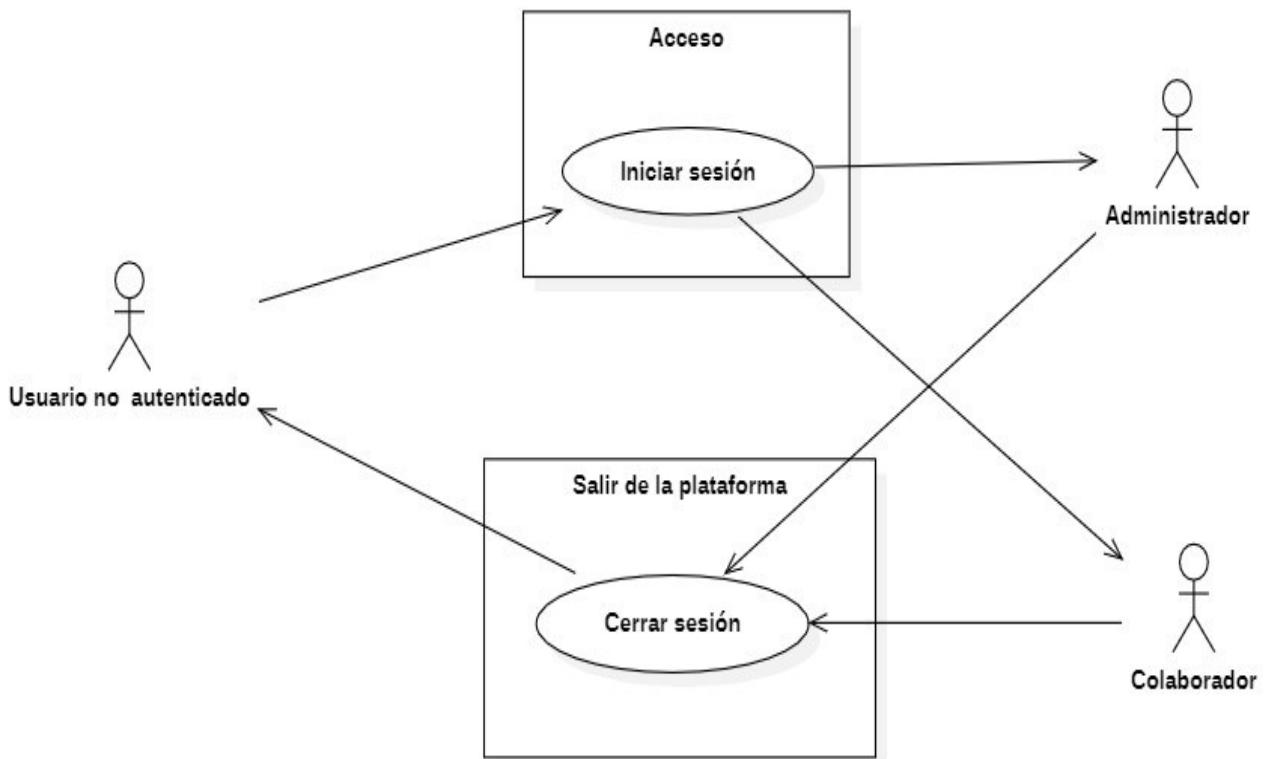 Acceso
Iniciar sesión
Administrador
Usuario no autenticado
Salir de la plataforma
Cerrar sesión
Colaborador